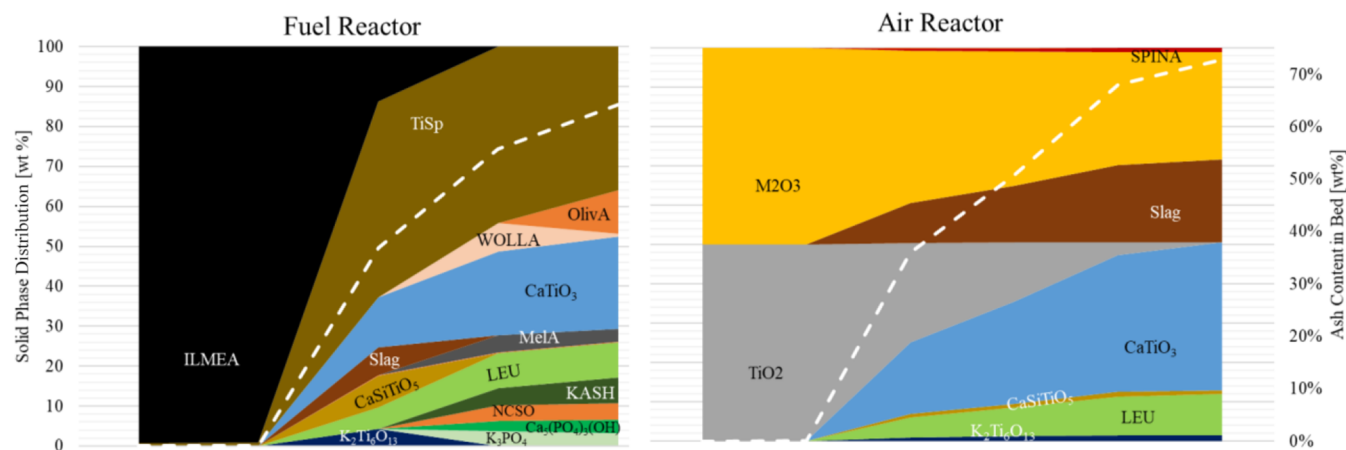 Fuel Reactor
Air Reactor
Solid Phase Distribution [wt %]
100
90
80
70
60
50
40
30
20
10
0
ILMEA
TiSp
OlivA
WOLLA
CaTiO₃
MelA
Slag
LEU
CaSiTiO₅
KASH
NCSO
Ca₅(PO₄)₃(OH)
K₂Ti₆O₁₃
K₃PO₄
SPINA
M2O3
Slag
TiO2
CaTiO₃
CaSiTiO₅
LEU
K₂Ti₆O₁₃
70%
60%
50%
40%
30%
20%
10%
0%
Ash Content in Bed [wt%]